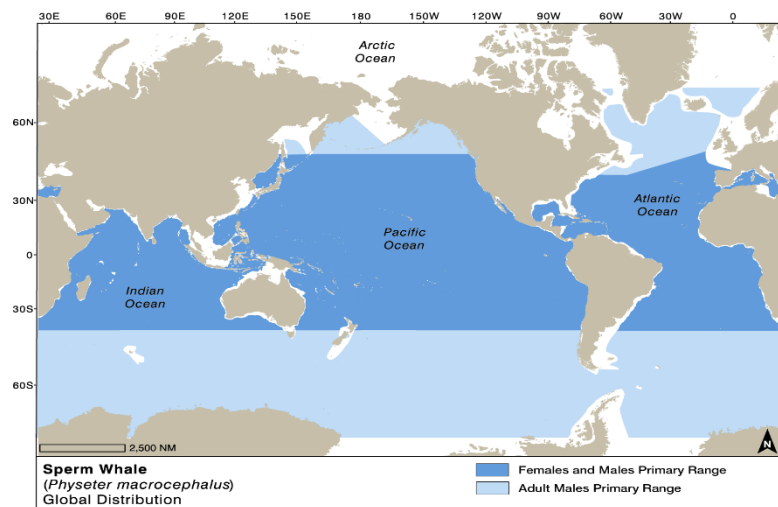 30E 60E 90E 120E 150E 180 150W 120W 90W 60W 30W 0
Arctic
Ocean
60N
30N
Atlantic
Ocean
Pacific
Ocean
0
Indian
Ocean
30S
60S
2,500 NM
N
Sperm Whale
(Physeter macrocephalus)
Global Distribution
Females and Males Primary Range
Adult Males Primary Range